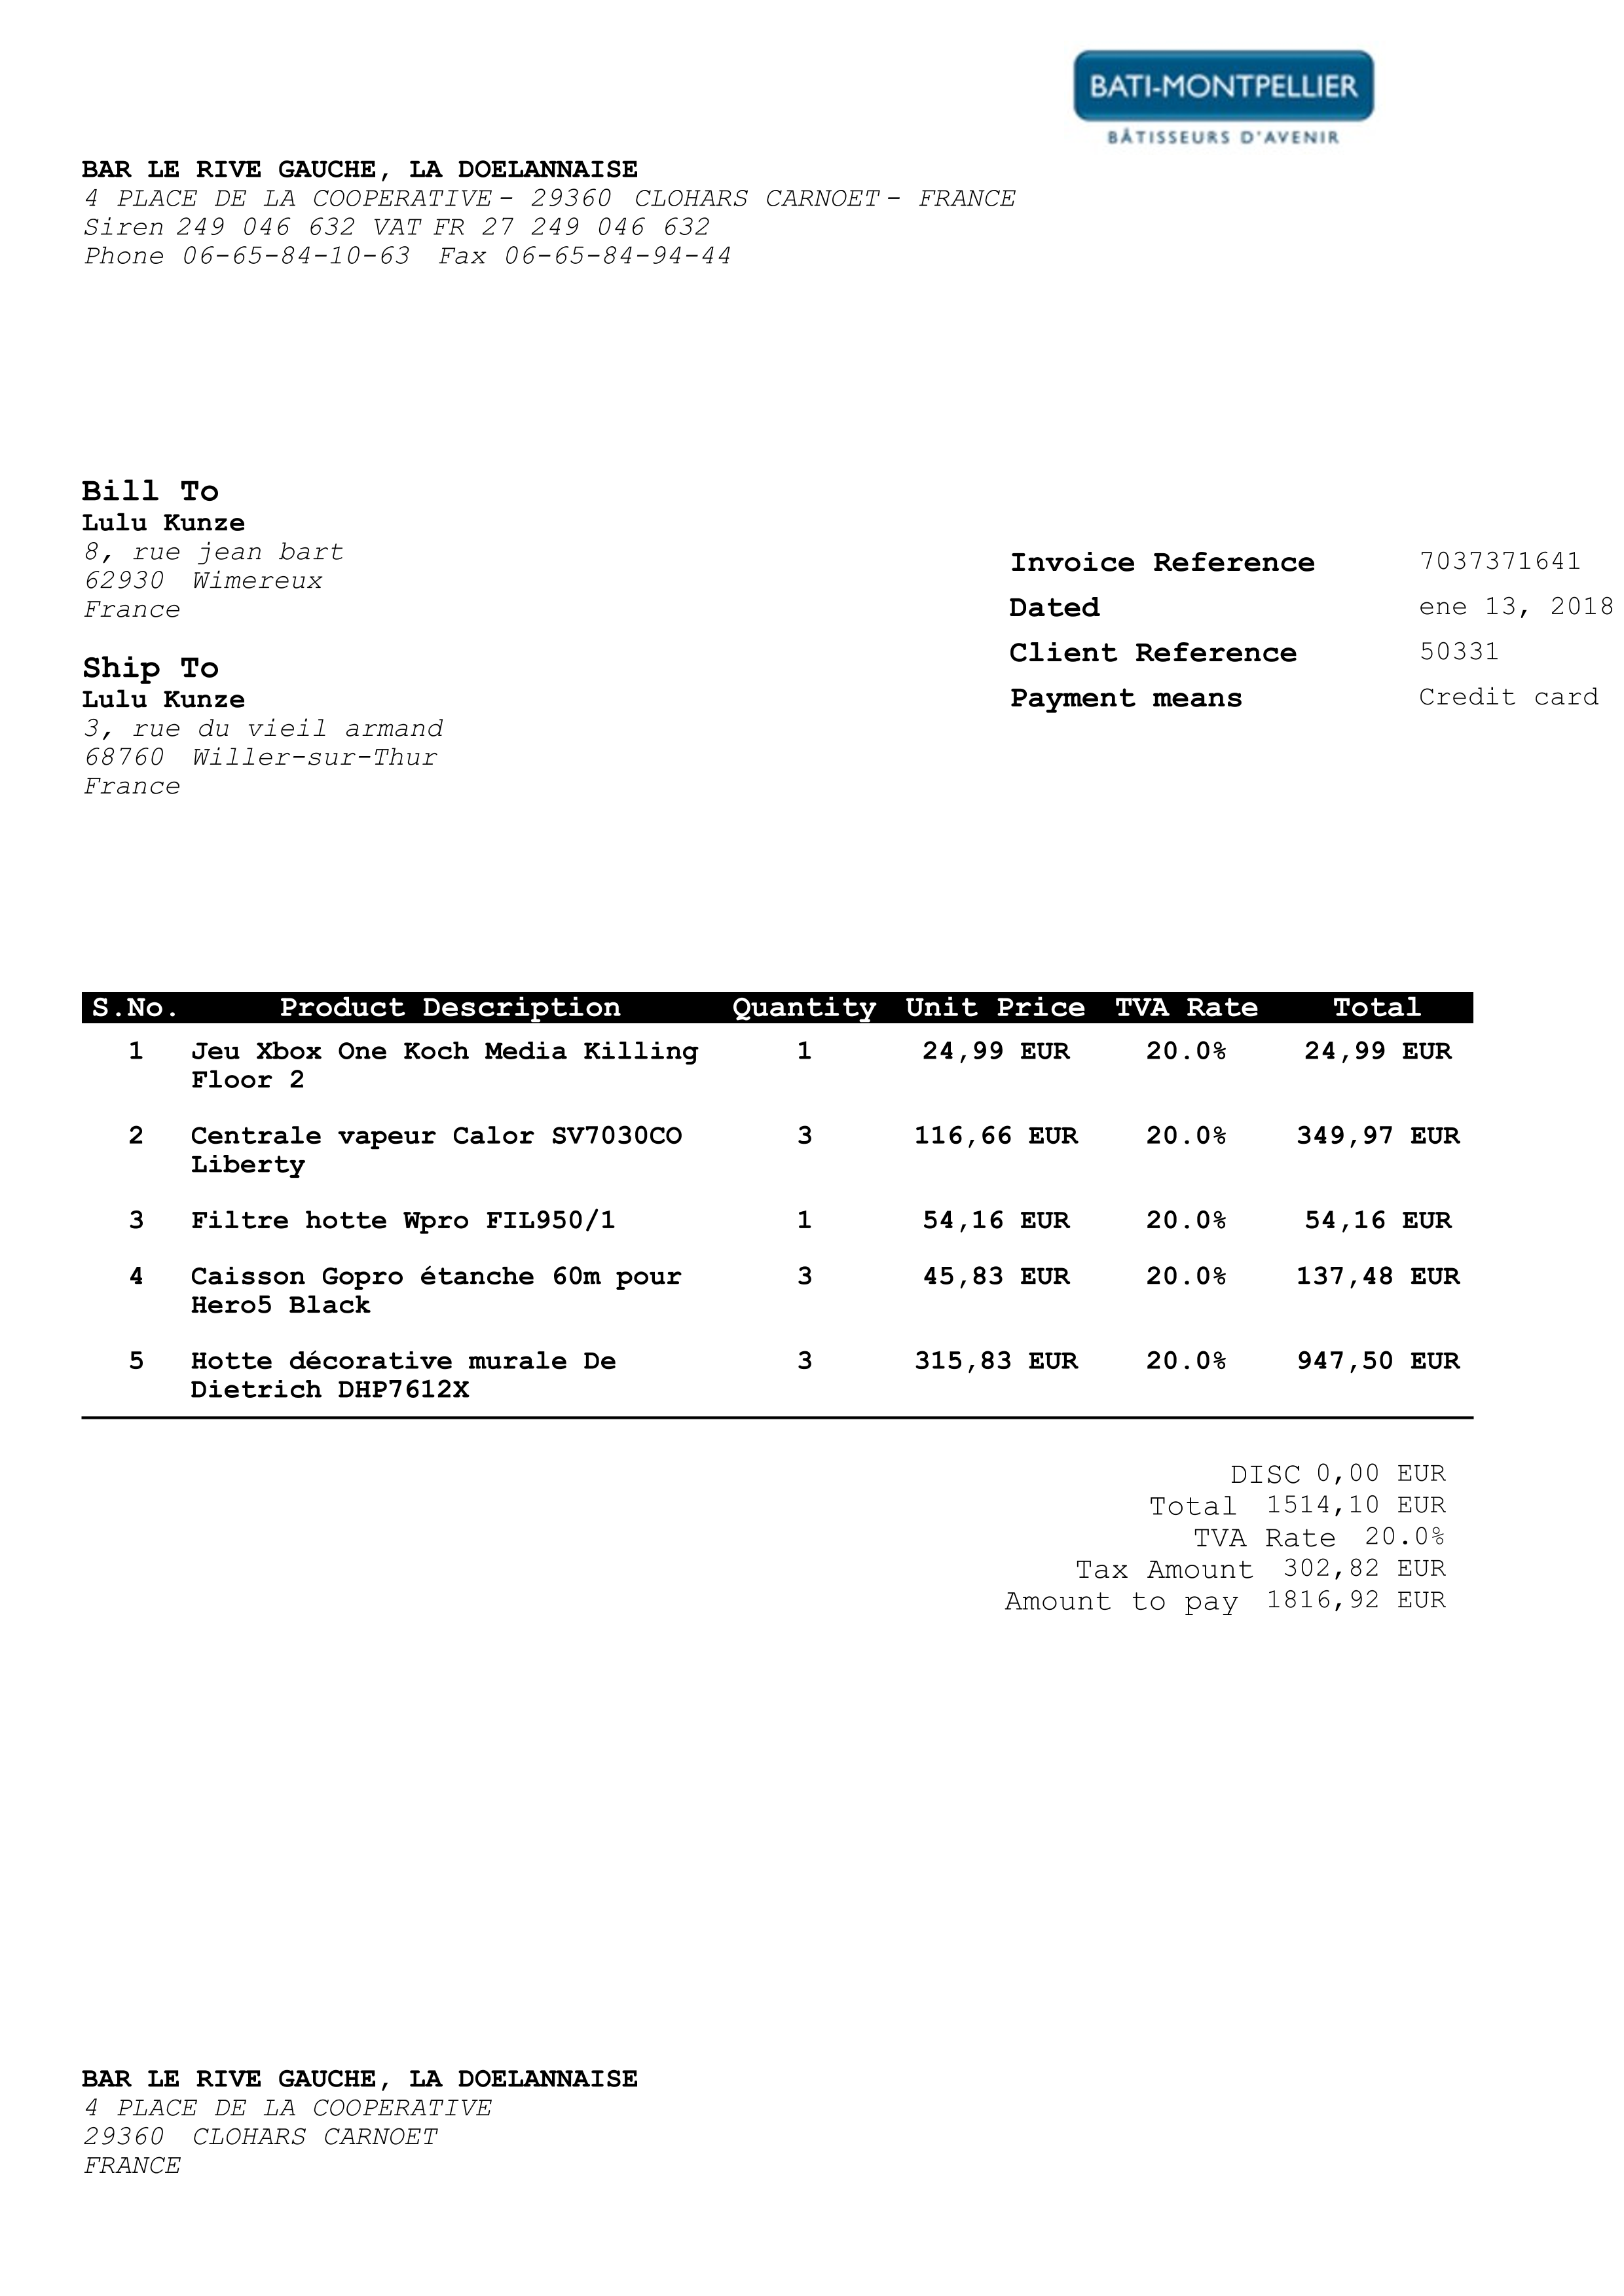 BATI-MONTPELLIER
BÂTISSEURS D'AVENIR
BAR LE RIVE GAUCHE, LA DOELANNAISE
4 PLACE DE LA COOPERATIVE - 29360 CLOHARS CARNOET - FRANCE
Siren 249 046 632 VAT FR 27 249 046 632
Phone 06-65-84-10-63 Fax 06-65-84-94-44
Bill To
Lulu Kunze
8, rue jean bart
62930 Wimereux
France
Ship To
Lulu Kunze
3, rue du vieil armand
68760 Willer-sur-Thur
France
Invoice Reference 7037371641
Dated ene 13, 2018
Client Reference 50331
Payment means Credit card
S.No. Product Description Quantity Unit Price TVA Rate Total
1 Jeu Xbox One Koch Media Killing 1 24,99 EUR 20.0% 24,99 EUR
Floor 2
2 Centrale vapeur Calor SV7030CO 3 116,66 EUR 20.0% 349,97 EUR
Liberty
3 Filtre hotte Wpro FIL950/1 1 54,16 EUR 20.0% 54,16 EUR
4 Caisson Gopro étanche 60m pour 3 45,83 EUR 20.0% 137,48 EUR
Hero5 Black
5 Hotte décorative murale De 3 315,83 EUR 20.0% 947,50 EUR
Dietrich DHP7612X
DISC 0,00 EUR
Total 1514,10 EUR
TVA Rate 20.0%
Tax Amount 302,82 EUR
Amount to pay 1816,92 EUR
BAR LE RIVE GAUCHE, LA DOELANNAISE
4 PLACE DE LA COOPERATIVE
29360 CLOHARS CARNOET
FRANCE